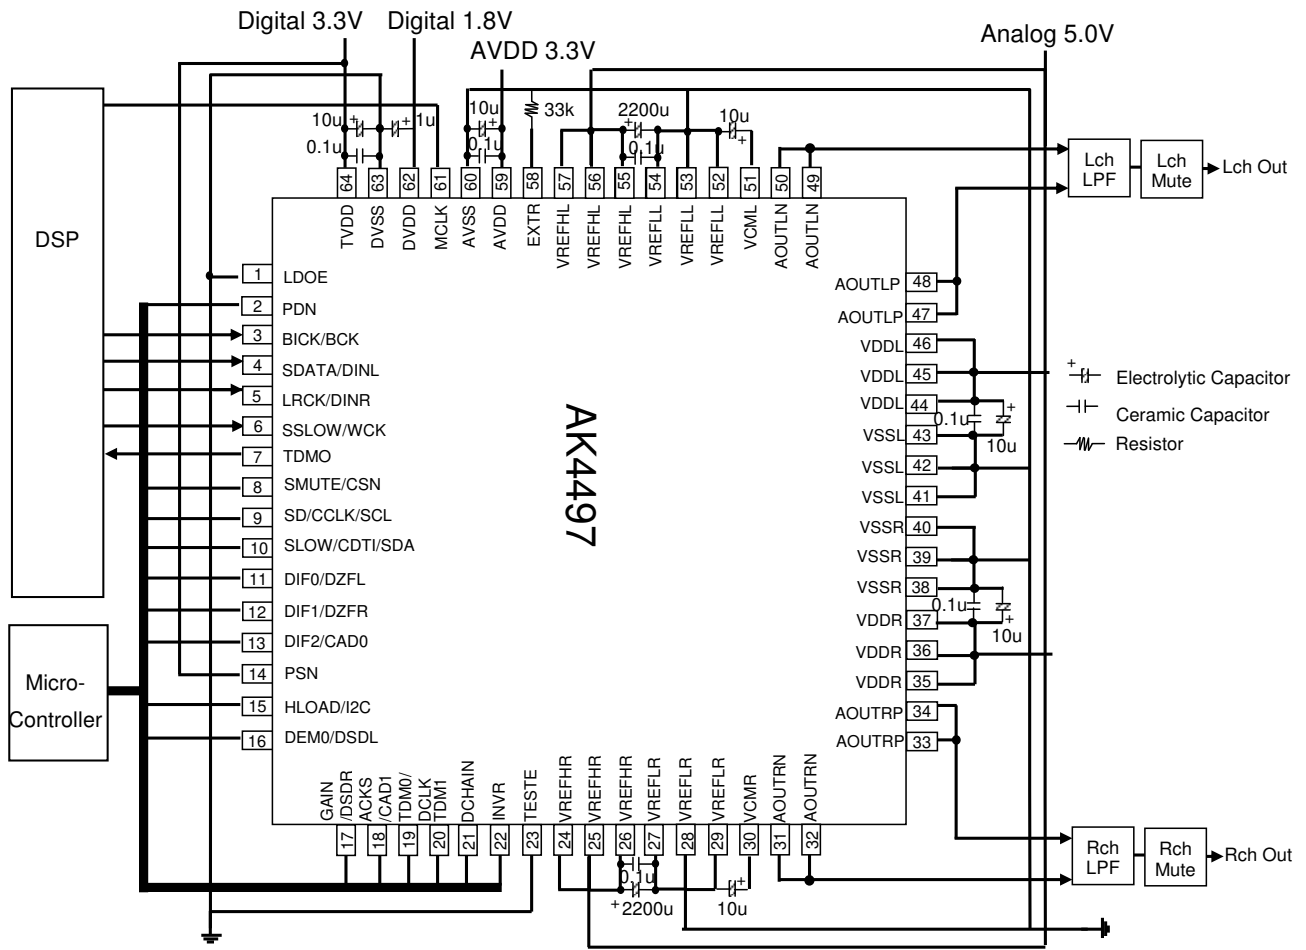 Digital 3.3V
Digital 1.8V
AVDD 3.3V
Analog 5.0V
10u
+
+
1u
0.1u
10u
+
0.1u
33k
2200u
+
0.1u
10u
+
64
63
62
61
60
59
58
57
56
55
54
53
52
51
50
49
TVDD
DVSS
DVDD
MCLK
AVSS
AVDD
EXTR
VREFHL
VREFHL
VREFHL
VREFLL
VREFLL
VREFLL
VCML
AOUTLN
AOUTLN
DSP
Micro-
Controller
1 LDOE
2 PDN
3 BICK/BCK
4 SDATA/DINL
5 LRCK/DINR
6 SSLOW/WCK
7 TDMO
8 SMUTE/CSN
9 SD/CCLK/SCL
10 SLOW/CDTI/SDA
11 DIF0/DZFL
12 DIF1/DZFR
13 DIF2/CAD0
14 PSN
15 HLOAD/I2C
16 DEM0/DSDL
AK4497
AOUTLP 48
AOUTLP 47
VDDL 46
VDDL 45
VDDL 44
VSSL 43
VSSL 42
VSSL 41
VSSR 40
VSSR 39
VSSR 38
VDDR 37
VDDR 36
VDDR 35
AOUTRP 34
AOUTRP 33
0.1u
+
10u
0.1u
+
10u
Lch
LPF
Lch
Mute
Lch Out
+
Electrolytic Capacitor
Ceramic Capacitor
Resistor
GAIN
/DSDR
ACKS
/CAD1
TDM0/
DCLK
TDM1
DCHAIN
INVR
TESTE
VREFHR
VREFHR
VREFHR
VREFLR
VREFLR
VREFLR
VCMR
AOUTRN
AOUTRN
17
18
19
20
21
22
23
24
25
26
27
28
29
30
31
32
0.1u
+
2200u
+
10u
Rch
LPF
Rch
Mute
Rch Out